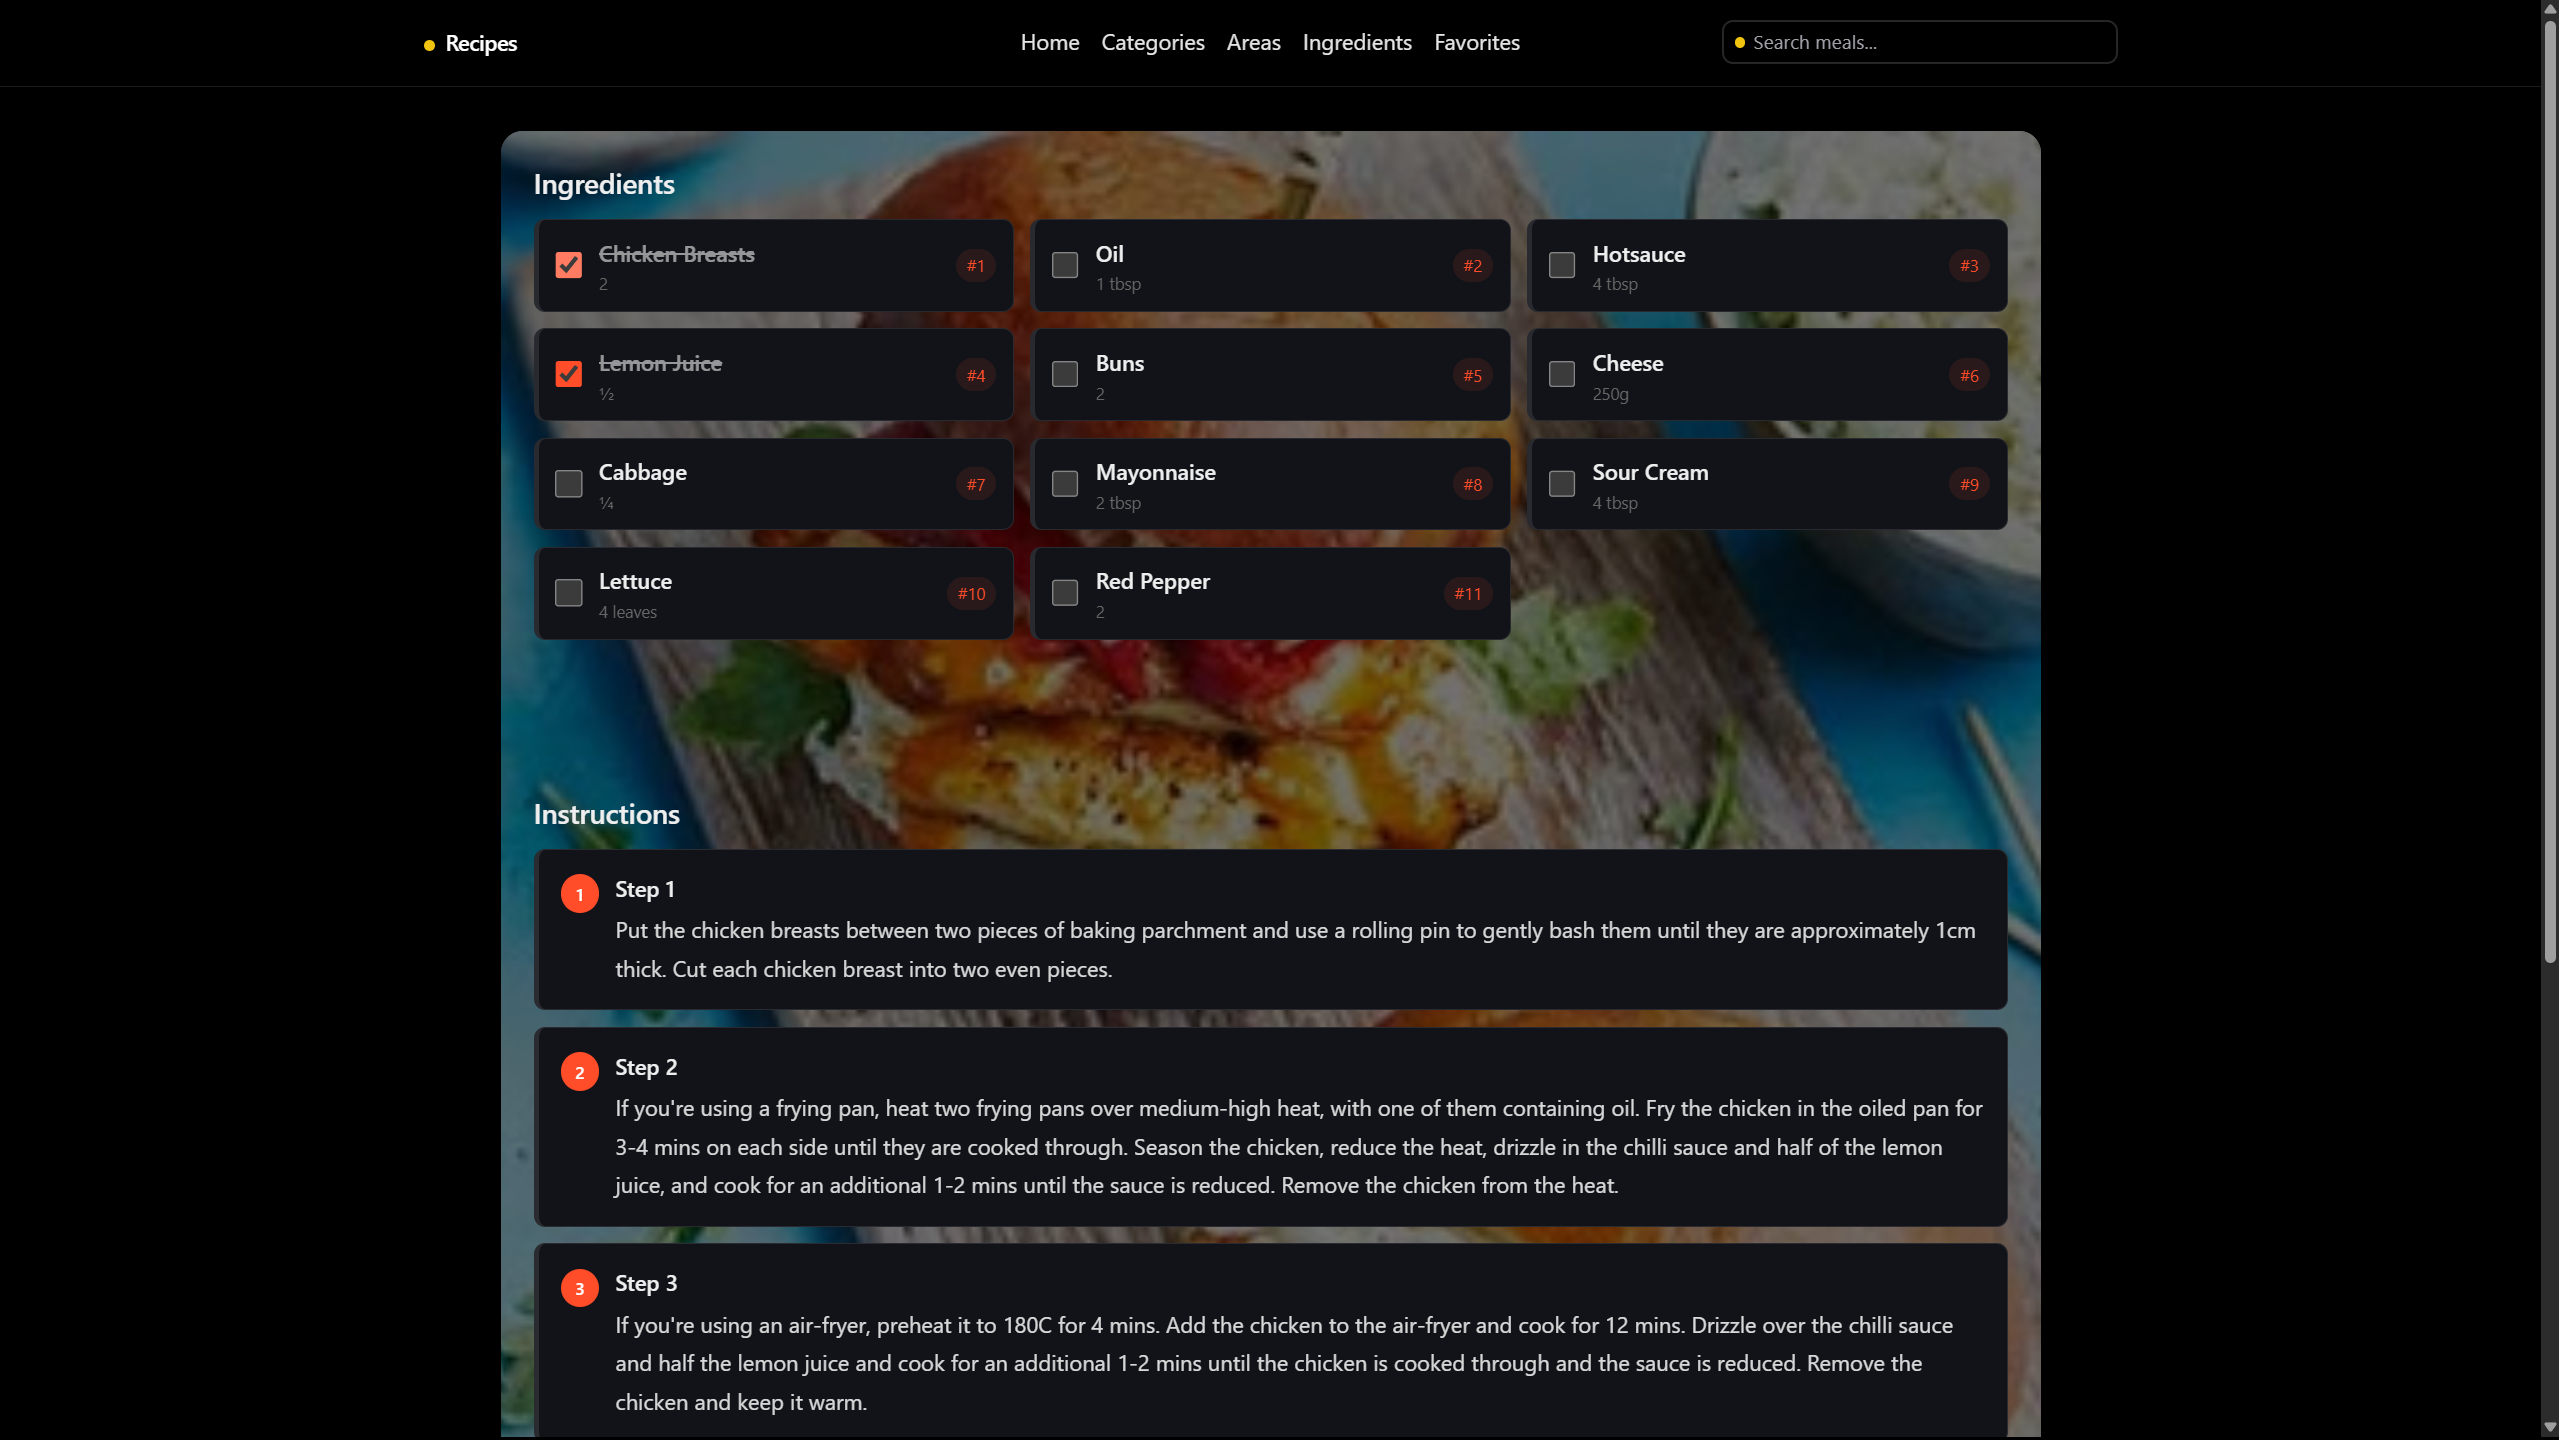 Recipes
Home Categories Areas Ingredients Favorites
Search meals...
Ingredients
Chicken Breasts
2
#1
Oil
1 tbsp
#2
Hotsauce
4 tbsp
#3
Lemon Juice
½
#4
Buns
2
#5
Cheese
250g
#6
Cabbage
¼
#7
Mayonnaise
2 tbsp
#8
Sour Cream
4 tbsp
#9
Lettuce
4 leaves
#10
Red Pepper
2
#11
Instructions
1
Step 1
Put the chicken breasts between two pieces of baking parchment and use a rolling pin to gently bash them until they are approximately 1cm
thick. Cut each chicken breast into two even pieces.
2
Step 2
If you're using a frying pan, heat two frying pans over medium-high heat, with one of them containing oil. Fry the chicken in the oiled pan for
3-4 mins on each side until they are cooked through. Season the chicken, reduce the heat, drizzle in the chilli sauce and half of the lemon
juice, and cook for an additional 1-2 mins until the sauce is reduced. Remove the chicken from the heat.
3
Step 3
If you're using an air-fryer, preheat it to 180C for 4 mins. Add the chicken to the air-fryer and cook for 12 mins. Drizzle over the chilli sauce
and half the lemon juice and cook for an additional 1-2 mins until the chicken is cooked through and the sauce is reduced. Remove the
chicken and keep it warm.